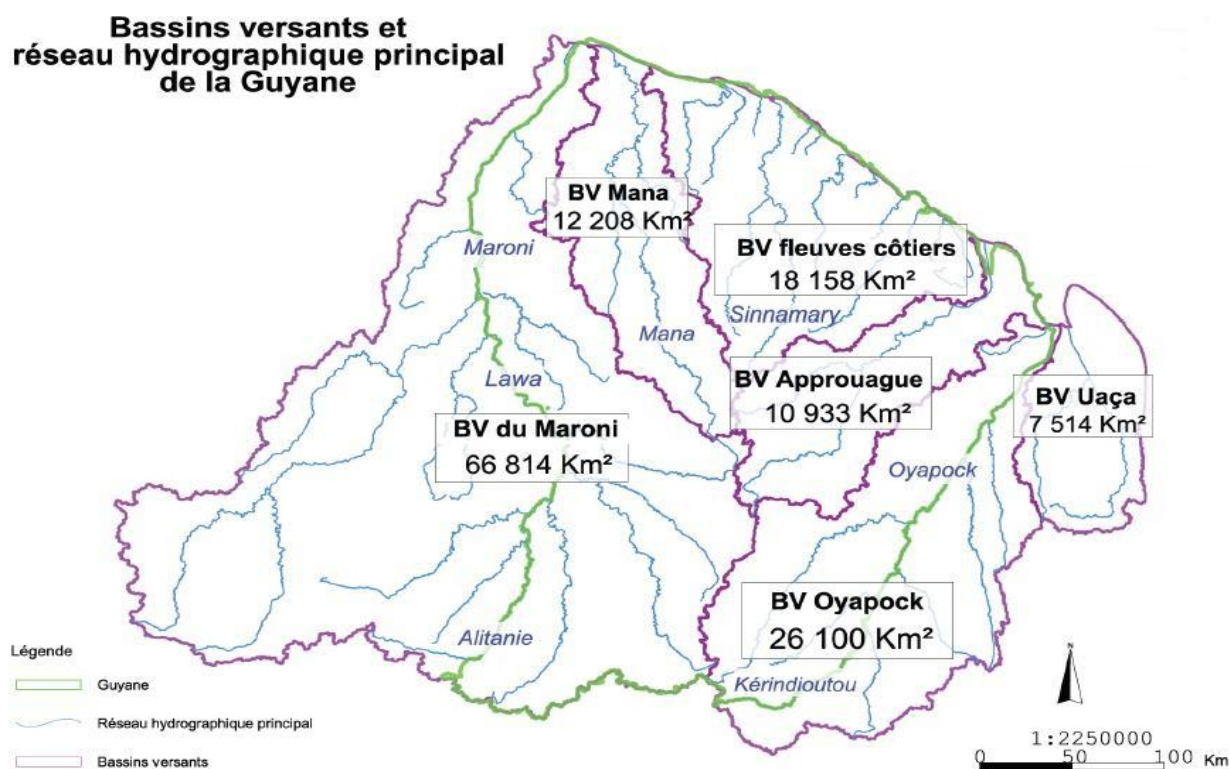 Bassins versants et
réseau hydrographique principal
de la Guyane
BV Mana
12 208 Km²
BV fleuves côtiers
18 158 Km²
Maroni
Mana
Sinnamary
Lawa
BV Approuague
10 933 Km²
BV Uaça
7 514 Km²
BV du Maroni
66 814 Km²
Oyapock
BV Oyapock
26 100 Km²
Alitanie
Kérindioutou
Légende
Guyane
Réseau hydrographique principal
Bassins versants
N
1:2250000
0 50 100 Km